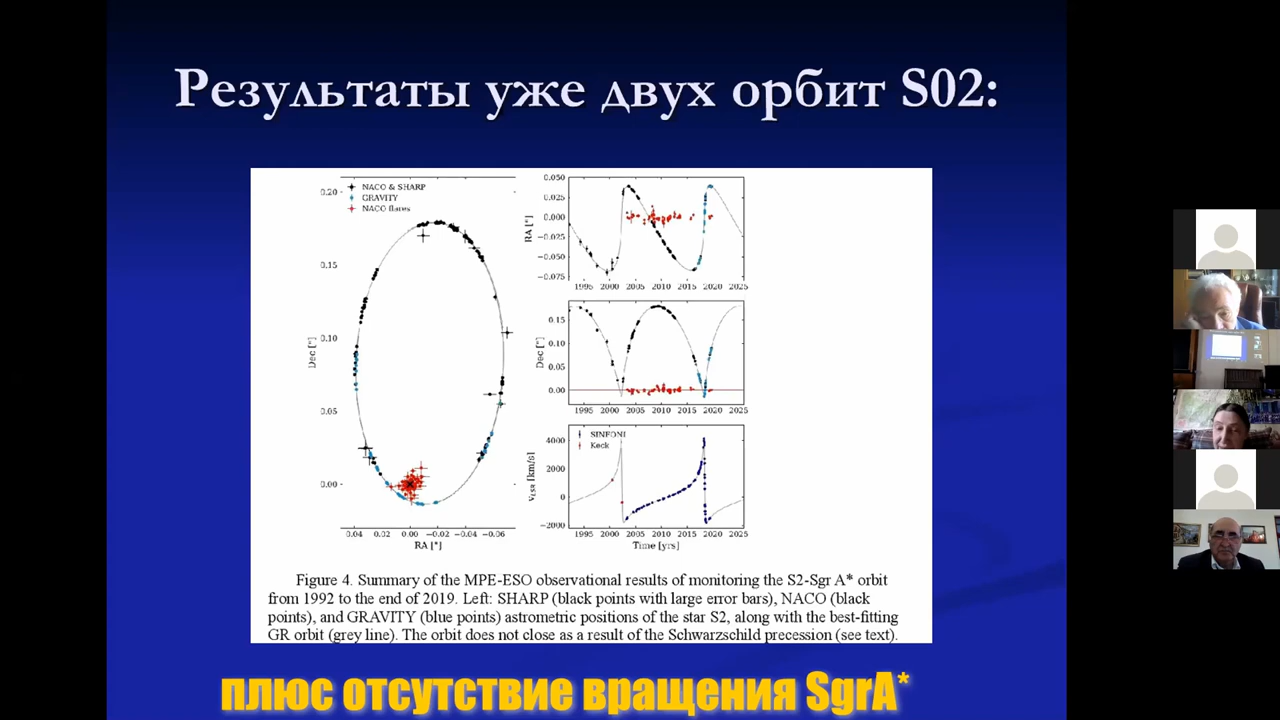 Результаты уже двух орбит S02:
NACO & SHARP
GRAVITY
NACO flares
0.20
0.15
0.10
0.05
0.00
Dec ["]
0.04 0.02 0.00 −0.02 −0.04 −0.06
RA ["]
0.050
0.025
0.000
−0.025
−0.050
−0.075
RA ["]
1995 2000 2005 2010 2015 2020 2025
0.15
0.10
0.05
0.00
Dec ["]
1995 2000 2005 2010 2015 2020 2025
SINFONI
Keck
4000
2000
0
−2000
vLSR [km/s]
1995 2000 2005 2010 2015 2020 2025
Time [yrs]
Figure 4. Summary of the MPE-ESO observational results of monitoring the S2-Sgr A* orbit
from 1992 to the end of 2019. Left: SHARP (black points with large error bars), NACO (black
points), and GRAVITY (blue points) astrometric positions of the star S2, along with the best-fitting
GR orbit (grey line). The orbit does not close as a result of the Schwarzschild precession (see text).
плюс отсутствие вращения SgrA*